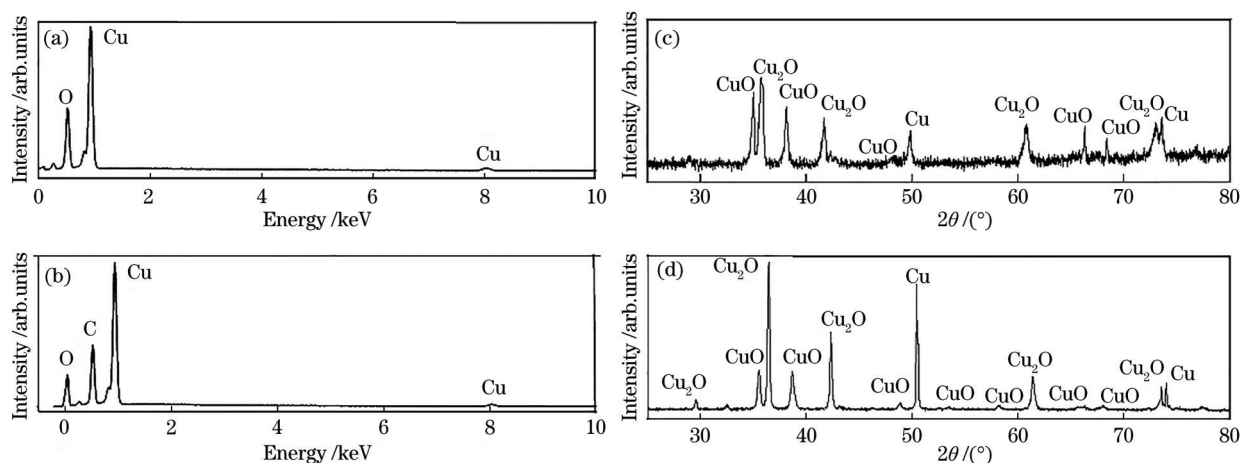 (a)
Cu
O
Cu
Intensity /arb.units
0
2
4
6
8
10
Energy /keV
(b)
Cu
C
O
Cu
Intensity /arb.units
0
2
4
6
8
10
Energy /keV
(c)
Cu₂O
CuO
CuO
Cu₂O
CuO
Cu
Cu₂O
CuO
CuO
Cu₂O
Cu
Intensity /arb.units
30
40
50
60
70
80
2θ /(°)
(d)
Cu₂O
Cu
Cu₂O
CuO
CuO
Cu₂O
CuO
CuO
CuO
Cu₂O
CuO
CuO
Cu₂O
Cu
Intensity /arb.units
30
40
50
60
70
80
2θ /(°)